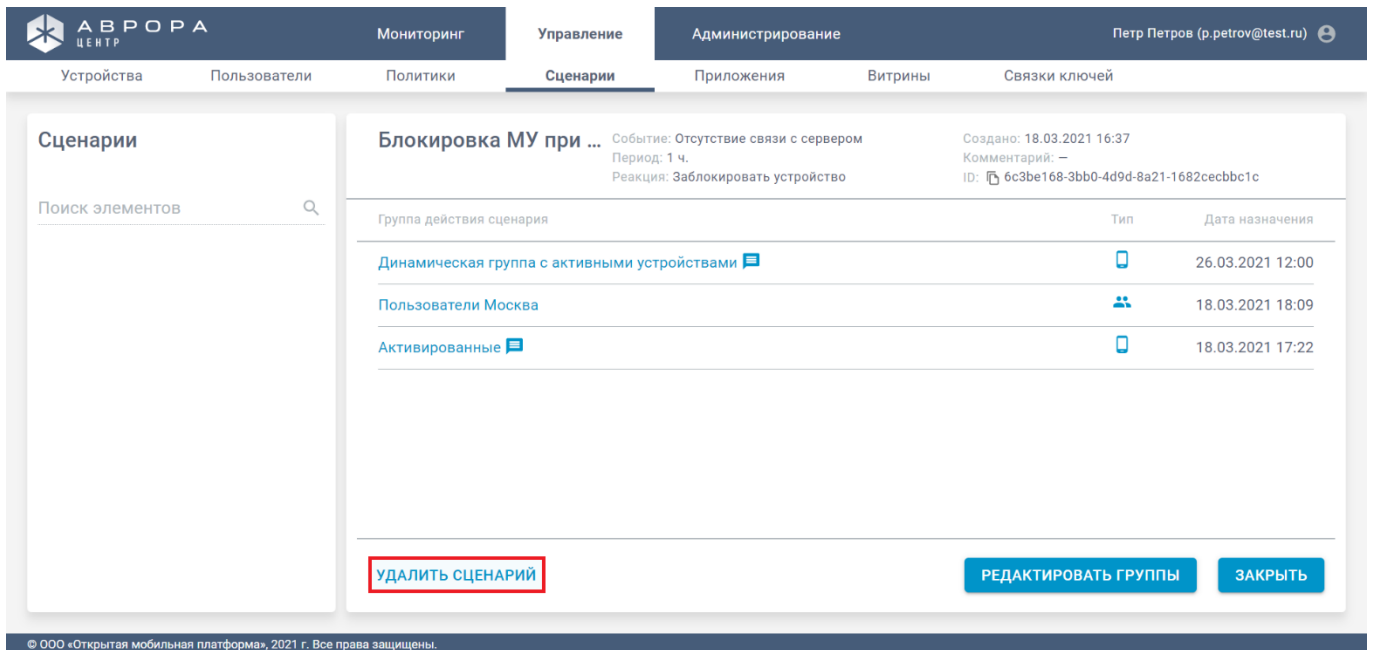 АВРОРА
ЦЕНТР
Мониторинг Управление Администрирование Петр Петров (p.petrov@test.ru)
Устройства Пользователи Политики Сценарии Приложения Витрины Связки ключей
Сценарии
Поиск элементов
Блокировка МУ при ...
Событие: Отсутствие связи с сервером
Период: 1 ч.
Реакция: Заблокировать устройство
Создано: 18.03.2021 16:37
Комментарий: —
ID: 6c3be168-3bb0-4d9d-8a21-1682cecbbc1c
Группа действия сценария Тип Дата назначения
Динамическая группа с активными устройствами 26.03.2021 12:00
Пользователи Москва 18.03.2021 18:09
Активированные 18.03.2021 17:22
УДАЛИТЬ СЦЕНАРИЙ РЕДАКТИРОВАТЬ ГРУППЫ ЗАКРЫТЬ
© ООО «Открытая мобильная платформа», 2021 г. Все права защищены.